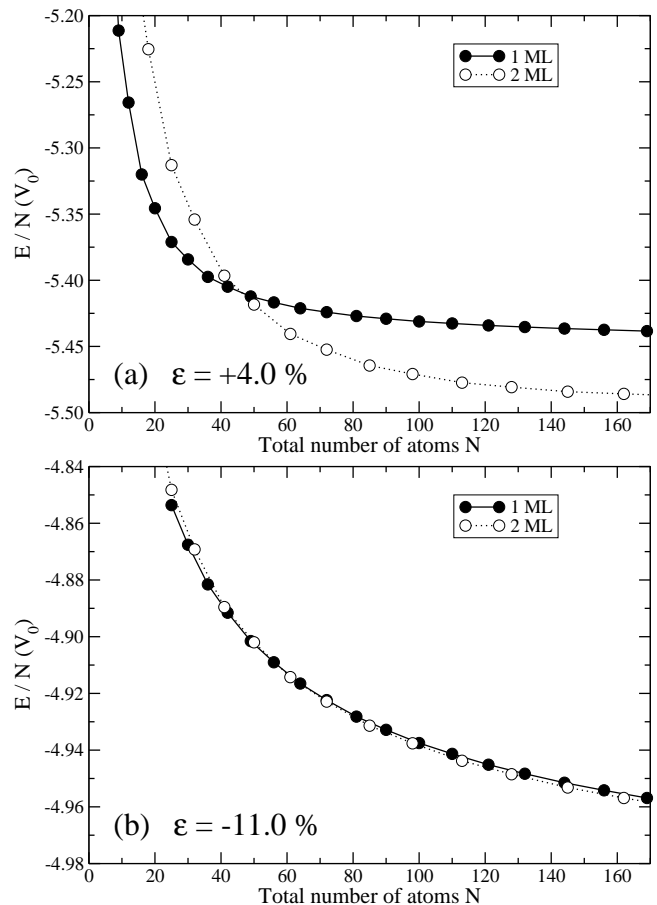 -5.20
-5.25
-5.30
-5.35
-5.40
-5.45
-5.50
E / N (V_0)
1 ML
2 ML
(a) ε = +4.0 %
0 20 40 60 80 100 120 140 160
Total number of atoms N
-4.84
-4.86
-4.88
-4.90
-4.92
-4.94
-4.96
-4.98
E / N (V_0)
1 ML
2 ML
(b) ε = -11.0 %
0 20 40 60 80 100 120 140 160
Total number of atoms N